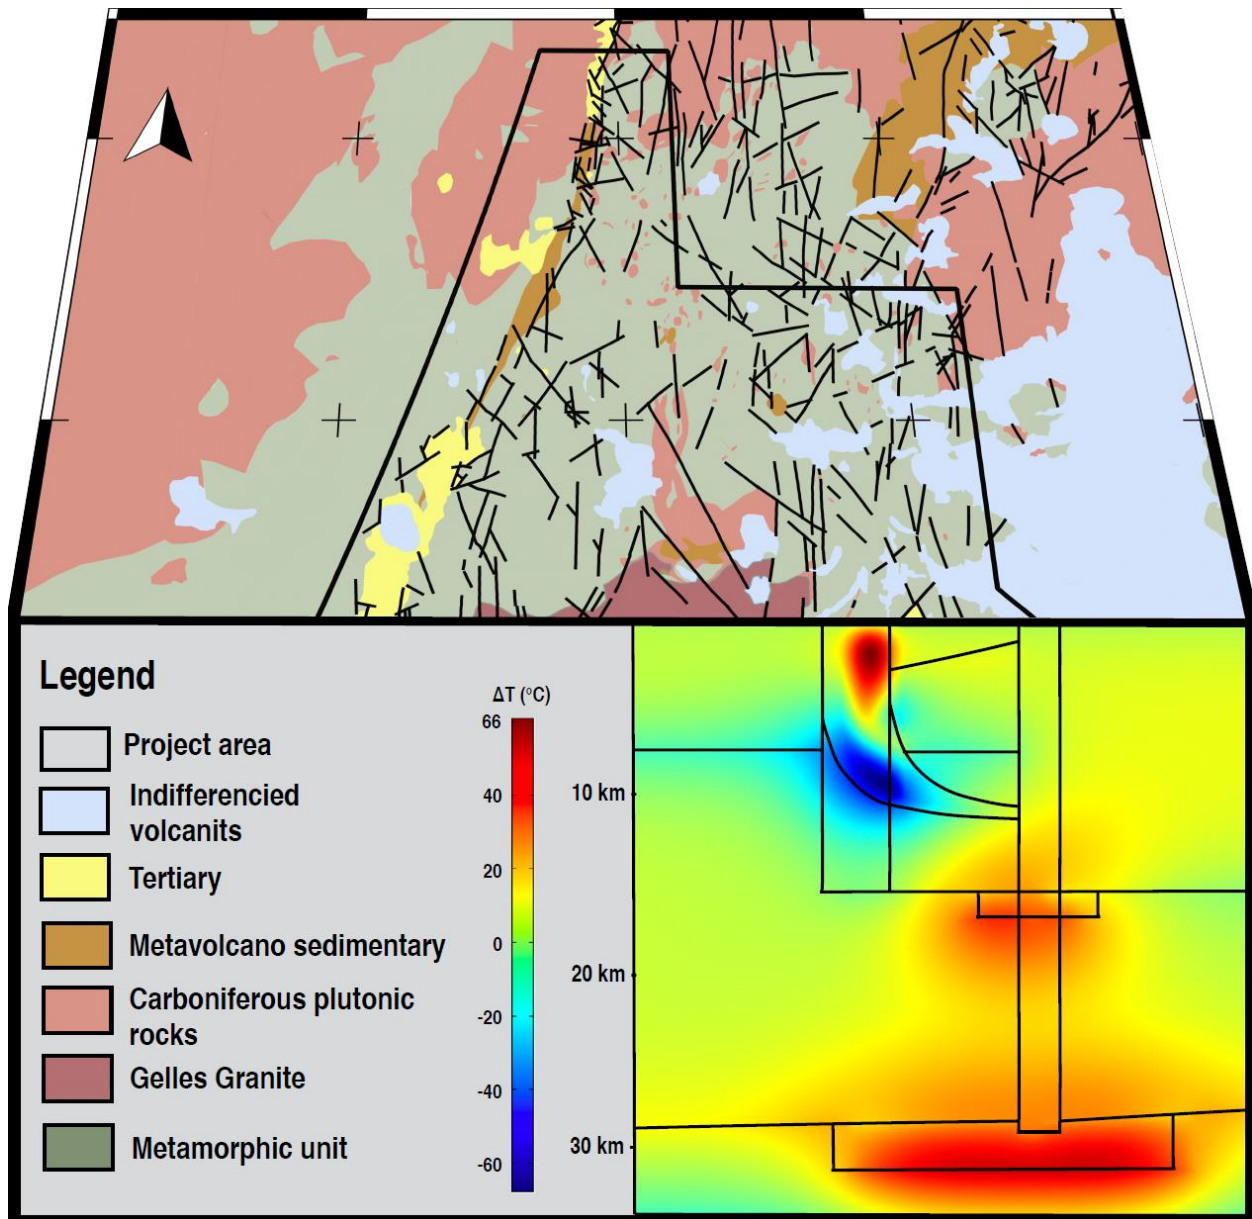 Legend
Project area
Indifferencied
volcanits
Tertiary
Metavolcano sedimentary
Carboniferous plutonic
rocks
Gelles Granite
Metamorphic unit
ΔT (°C)
66
40
20
0
-20
-40
-60
10 km
20 km
30 km